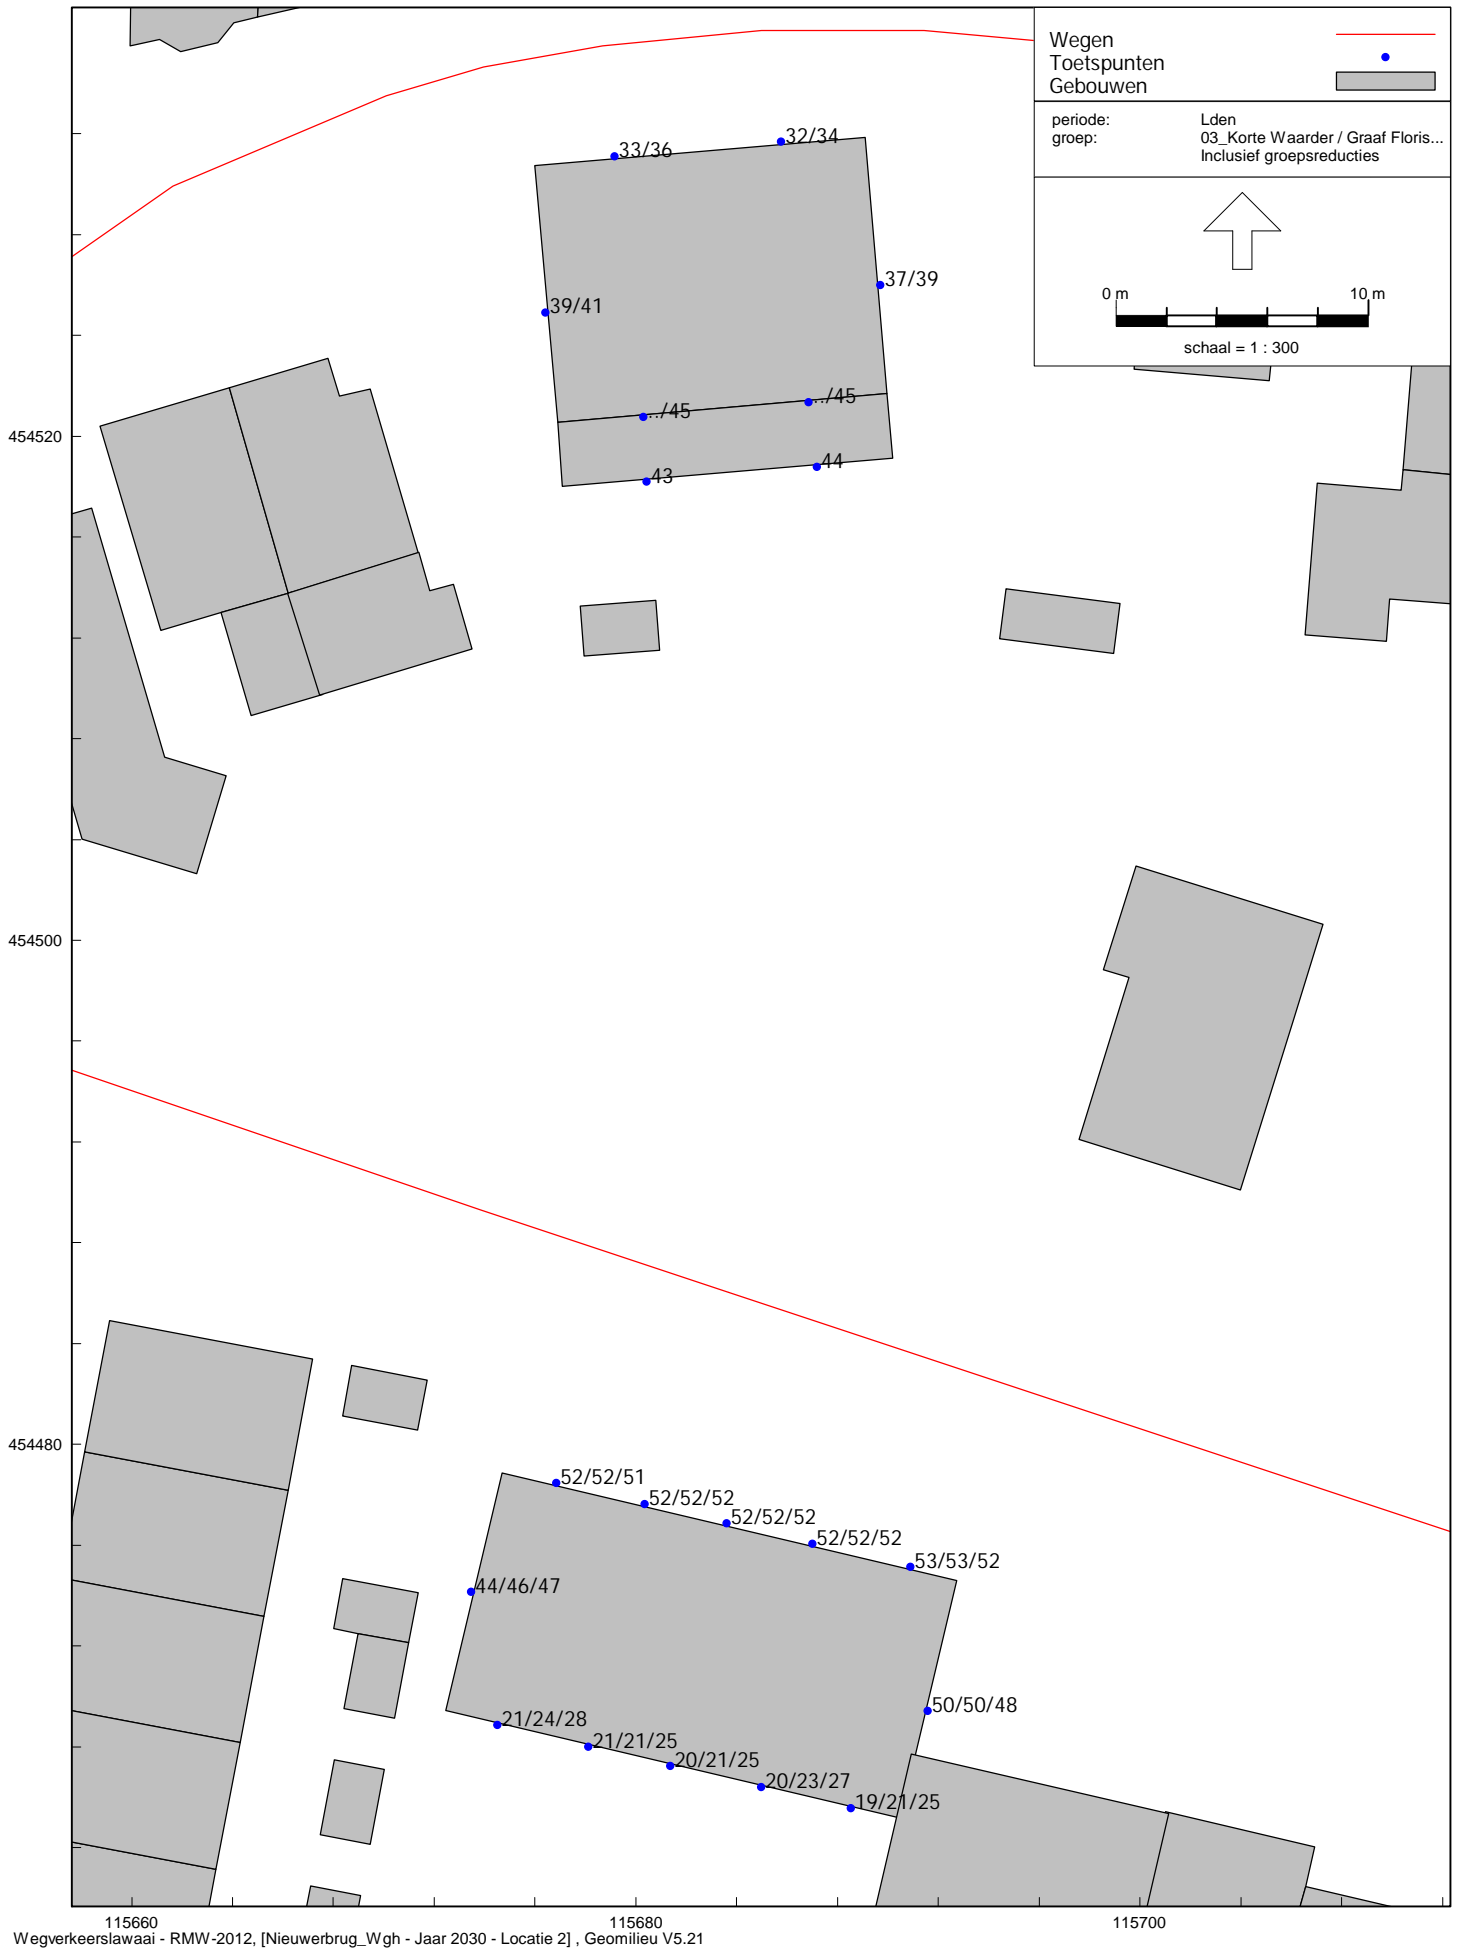 Wegen
Toetspunten
Gebouwen
periode: Lden
groep: 03_Korte Waarder / Graaf Floris...
Inclusief groepsreducties
0 m 10 m
schaal = 1 : 300
32/34
33/36
37/39
39/41
../45
../45
44
43
454520
454500
454480
52/52/51
52/52/52
52/52/52
52/52/52
53/53/52
44/46/47
50/50/48
21/24/28
21/21/25
20/21/25
20/23/27
19/21/25
115660 115680 115700
Wegverkeerslawaai - RMW-2012, [Nieuwerbrug_Wgh - Jaar 2030 - Locatie 2] , Geomilieu V5.21